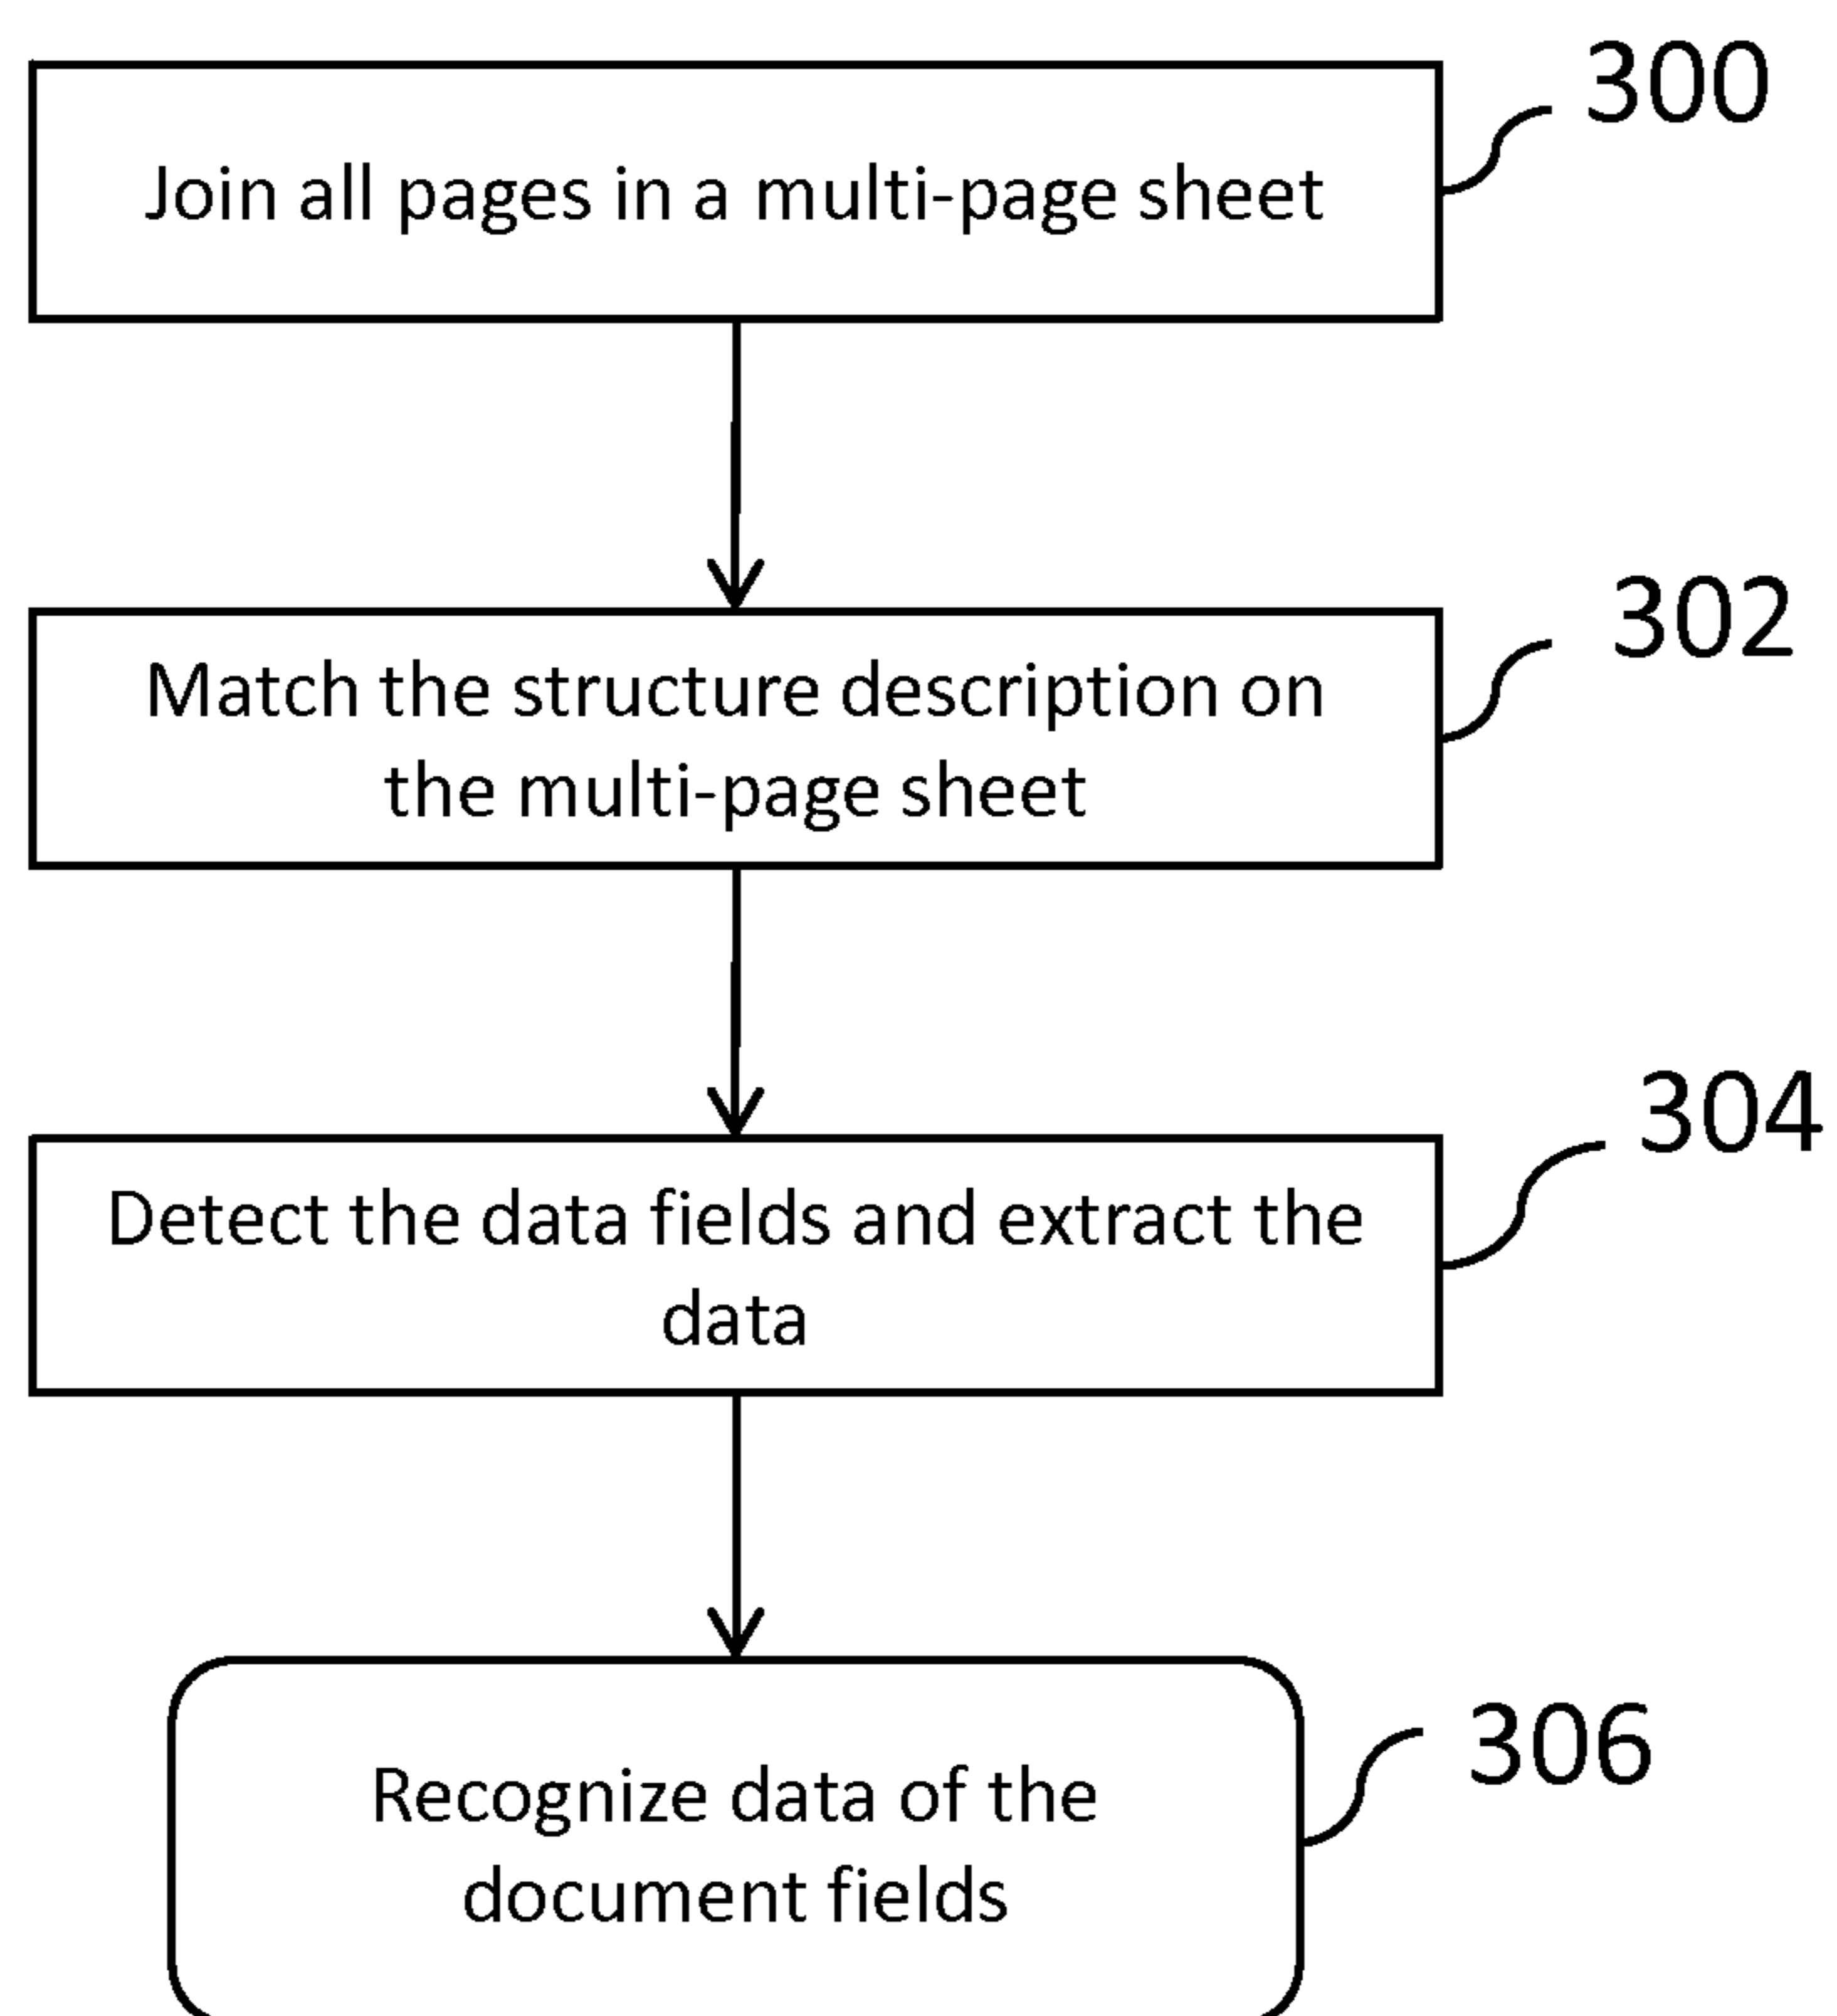 300
Join all pages in a multi-page sheet
302
Match the structure description on
the multi-page sheet
304
Detect the data fields and extract the
data
306
Recognize data of the
document fields